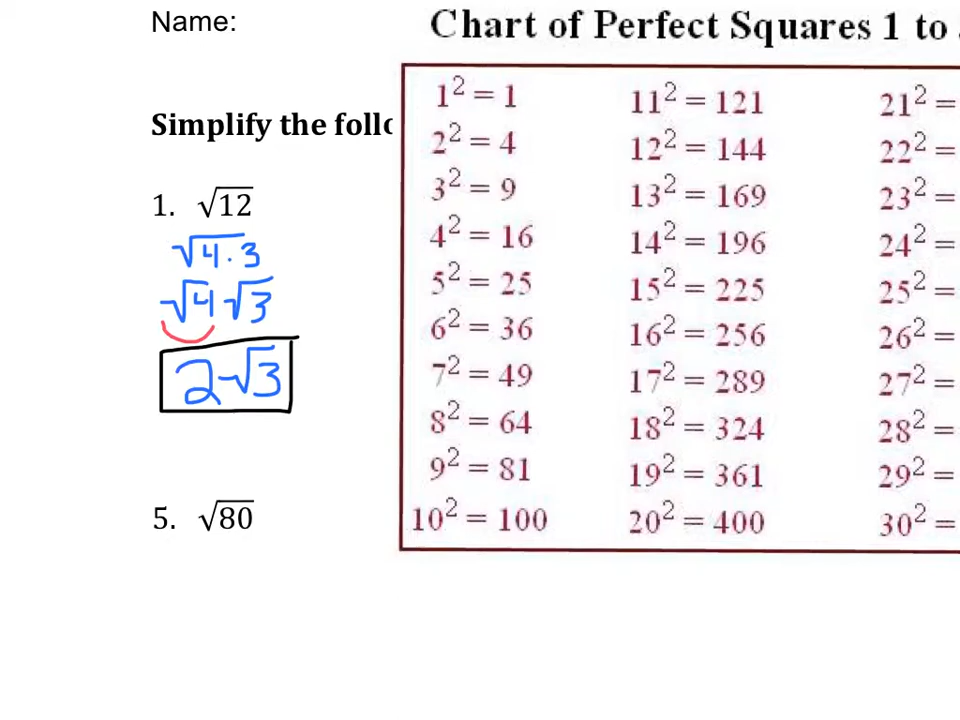 Name:
Chart of Perfect Squares 1 to
Simplify the follo
1. √12
√4·3
√4 √3
2√3
5. √80
1² = 1
2² = 4
3² = 9
4² = 16
5² = 25
6² = 36
7² = 49
8² = 64
9² = 81
10² = 100
11² = 121
12² = 144
13² = 169
14² = 196
15² = 225
16² = 256
17² = 289
18² = 324
19² = 361
20² = 400
21² =
22² =
23² =
24² =
25² =
26² =
27² =
28² =
29² =
30² =